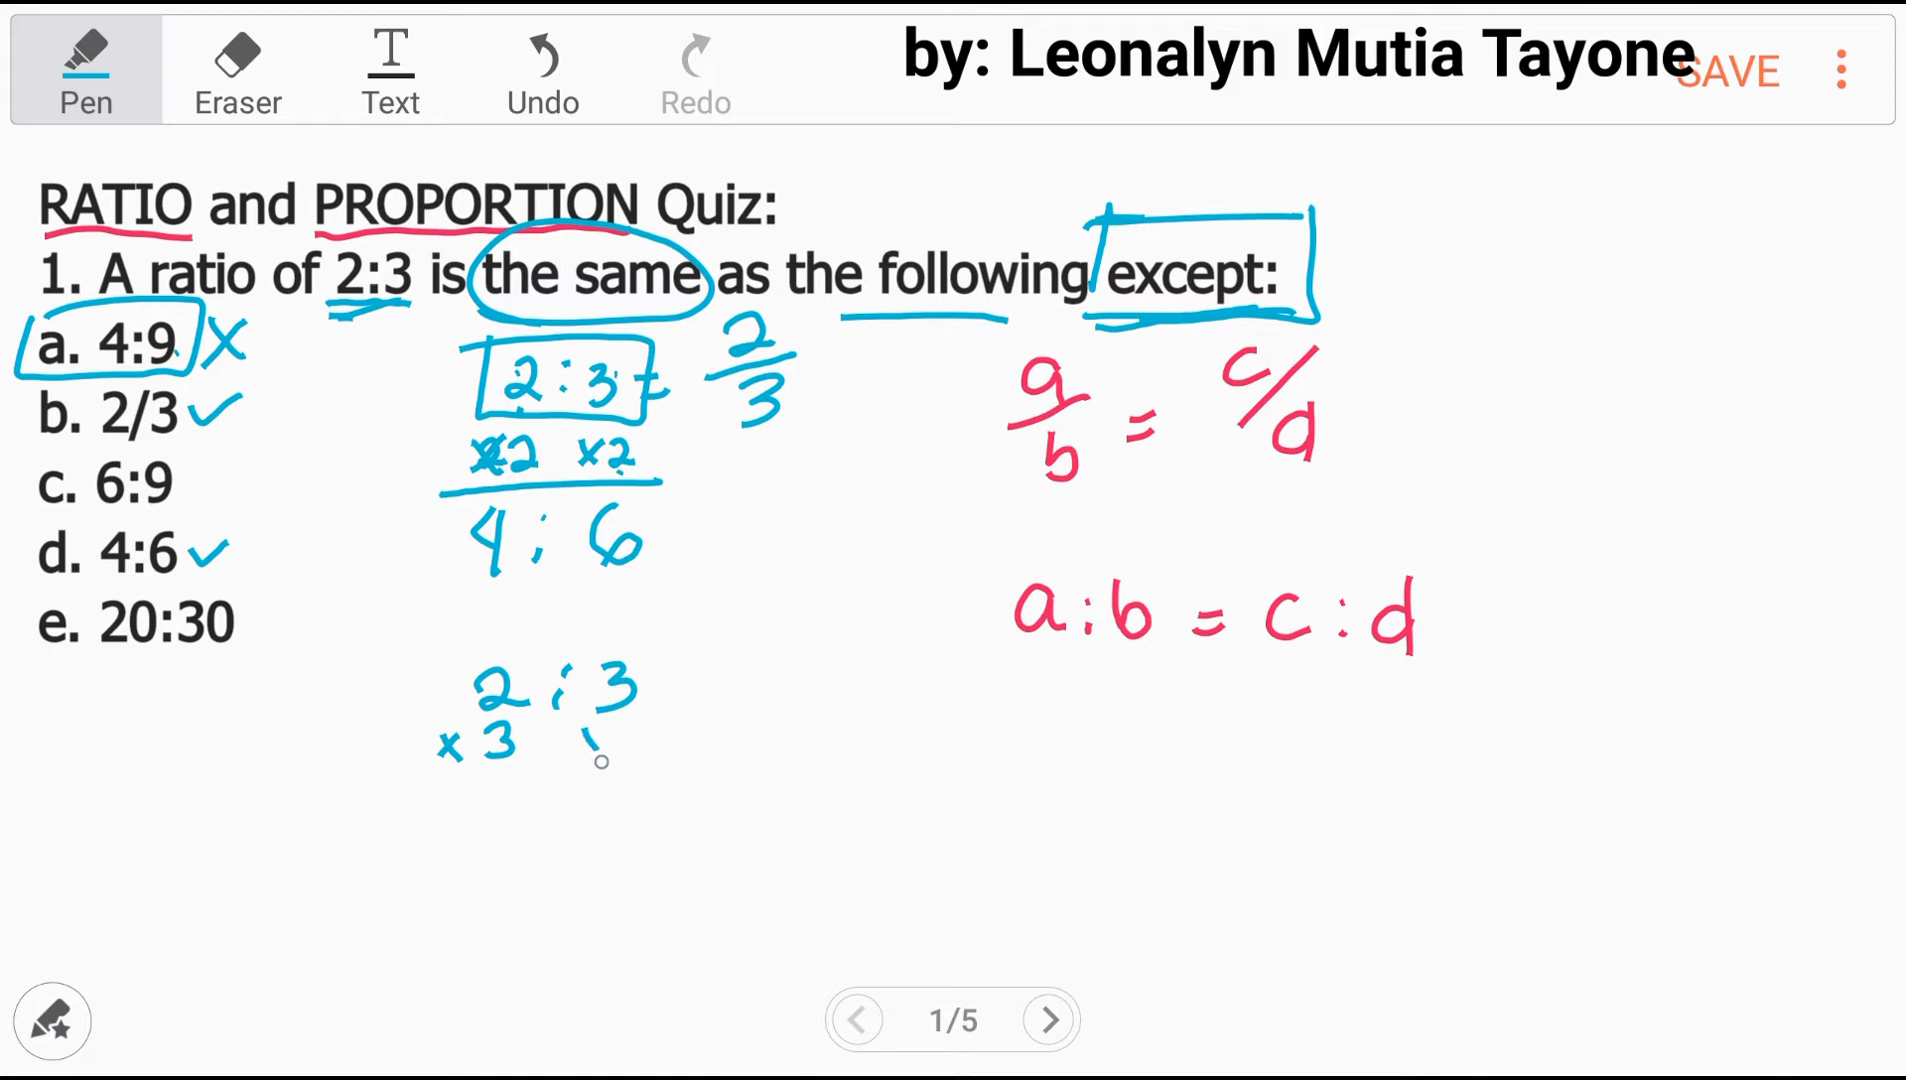 by: Leonalyn Mutia Tayone
SAVE
Pen
Eraser
Text
Undo
Redo
RATIO and PROPORTION Quiz:
1. A ratio of 2:3 is the same as the following except:
a. 4:9 X
b. 2/3 ✓
c. 6:9
d. 4:6 ✓
e. 20:30
2 : 3 = 2/3
x2 x2
4 : 6
2 : 3
x 3
a/b = c/d
a : b = c : d
1/5